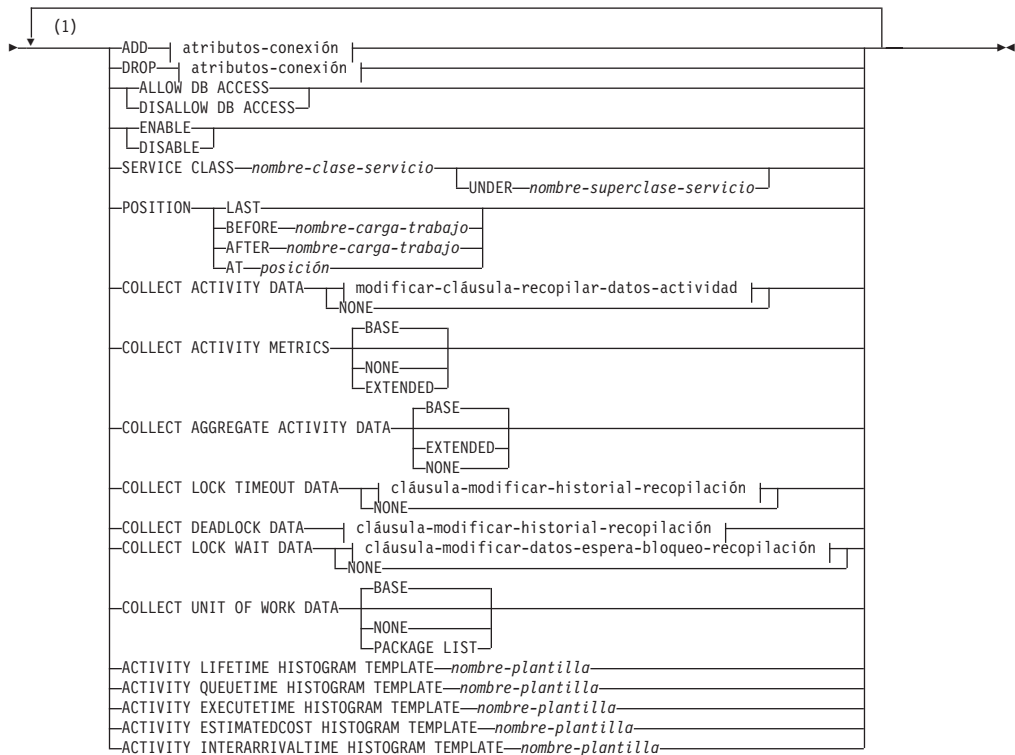 (1)
ADD atributos-conexión
DROP atributos-conexión
ALLOW DB ACCESS
DISALLOW DB ACCESS
ENABLE
DISABLE
SERVICE CLASS nombre-clase-servicio
UNDER nombre-superclase-servicio
POSITION LAST
BEFORE nombre-carga-trabajo
AFTER nombre-carga-trabajo
AT posición
COLLECT ACTIVITY DATA modificar-cláusula-recopilar-datos-actividad
NONE
BASE
COLLECT ACTIVITY METRICS
NONE
EXTENDED
BASE
COLLECT AGGREGATE ACTIVITY DATA
EXTENDED
NONE
COLLECT LOCK TIMEOUT DATA cláusula-modificar-historial-recopilación
NONE
COLLECT DEADLOCK DATA cláusula-modificar-historial-recopilación
COLLECT LOCK WAIT DATA cláusula-modificar-datos-espera-bloqueo-recopilación
NONE
BASE
COLLECT UNIT OF WORK DATA
NONE
PACKAGE LIST
ACTIVITY LIFETIME HISTOGRAM TEMPLATE nombre-plantilla
ACTIVITY QUEUETIME HISTOGRAM TEMPLATE nombre-plantilla
ACTIVITY EXECUTETIME HISTOGRAM TEMPLATE nombre-plantilla
ACTIVITY ESTIMATEDCOST HISTOGRAM TEMPLATE nombre-plantilla
ACTIVITY INTERARRIVALTIME HISTOGRAM TEMPLATE nombre-plantilla